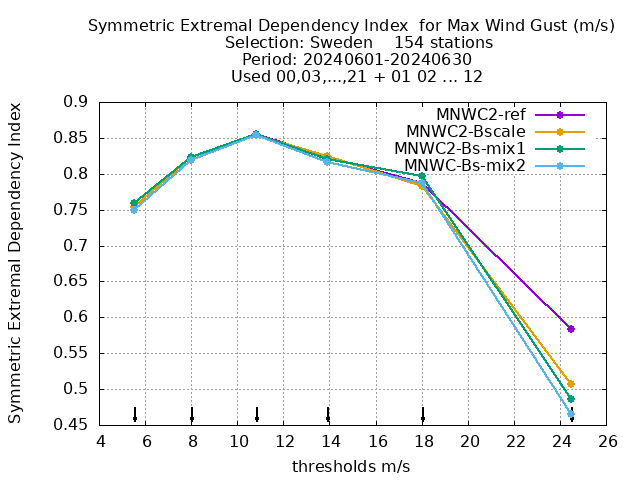 Symmetric Extremal Dependency Index  for Max Wind Gust (m/s)
Selection: Sweden    154 stations
Period: 20240601-20240630
Used 00,03,...,21 + 01 02 ... 12
Symmetric Extremal Dependency Index
0.9
0.85
0.8
0.75
0.7
0.65
0.6
0.55
0.5
0.45
MNWC2-ref
MNWC2-Bscale
MNWC2-Bs-mix1
MNWC-Bs-mix2
4 6 8 10 12 14 16 18 20 22 24 26
thresholds m/s